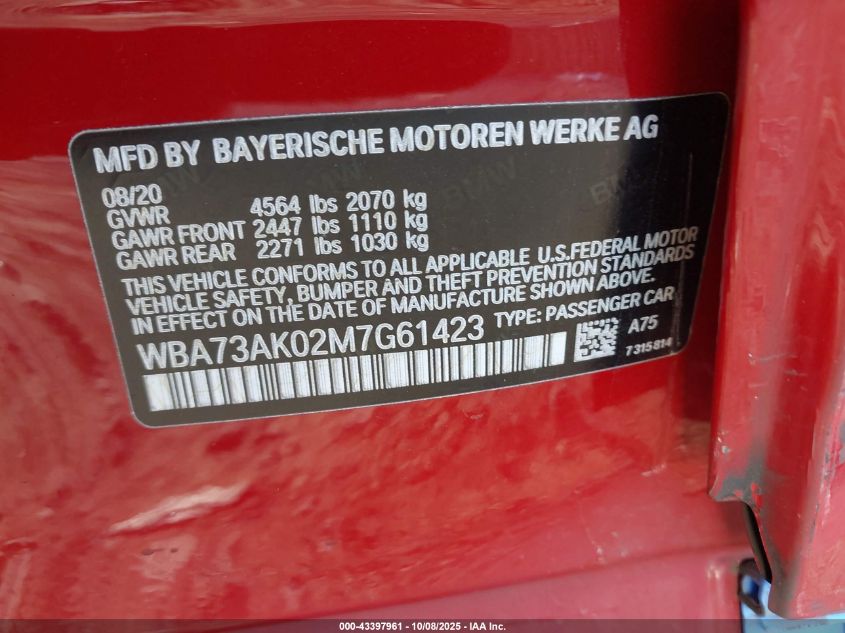 MFD BY BAYERISCHE MOTOREN WERKE AG
08/20
GVWR 4564 lbs 2070 kg
GAWR FRONT 2447 lbs 1110 kg
GAWR REAR 2271 lbs 1030 kg
THIS VEHICLE CONFORMS TO ALL APPLICABLE U.S.FEDERAL MOTOR
VEHICLE SAFETY, BUMPER AND THEFT PREVENTION STANDARDS
IN EFFECT ON THE DATE OF MANUFACTURE SHOWN ABOVE.
WBA73AK02M7G61423 TYPE: PASSENGER CAR
A75
7315814
000-43397961 - 10/08/2025 - IAA Inc.